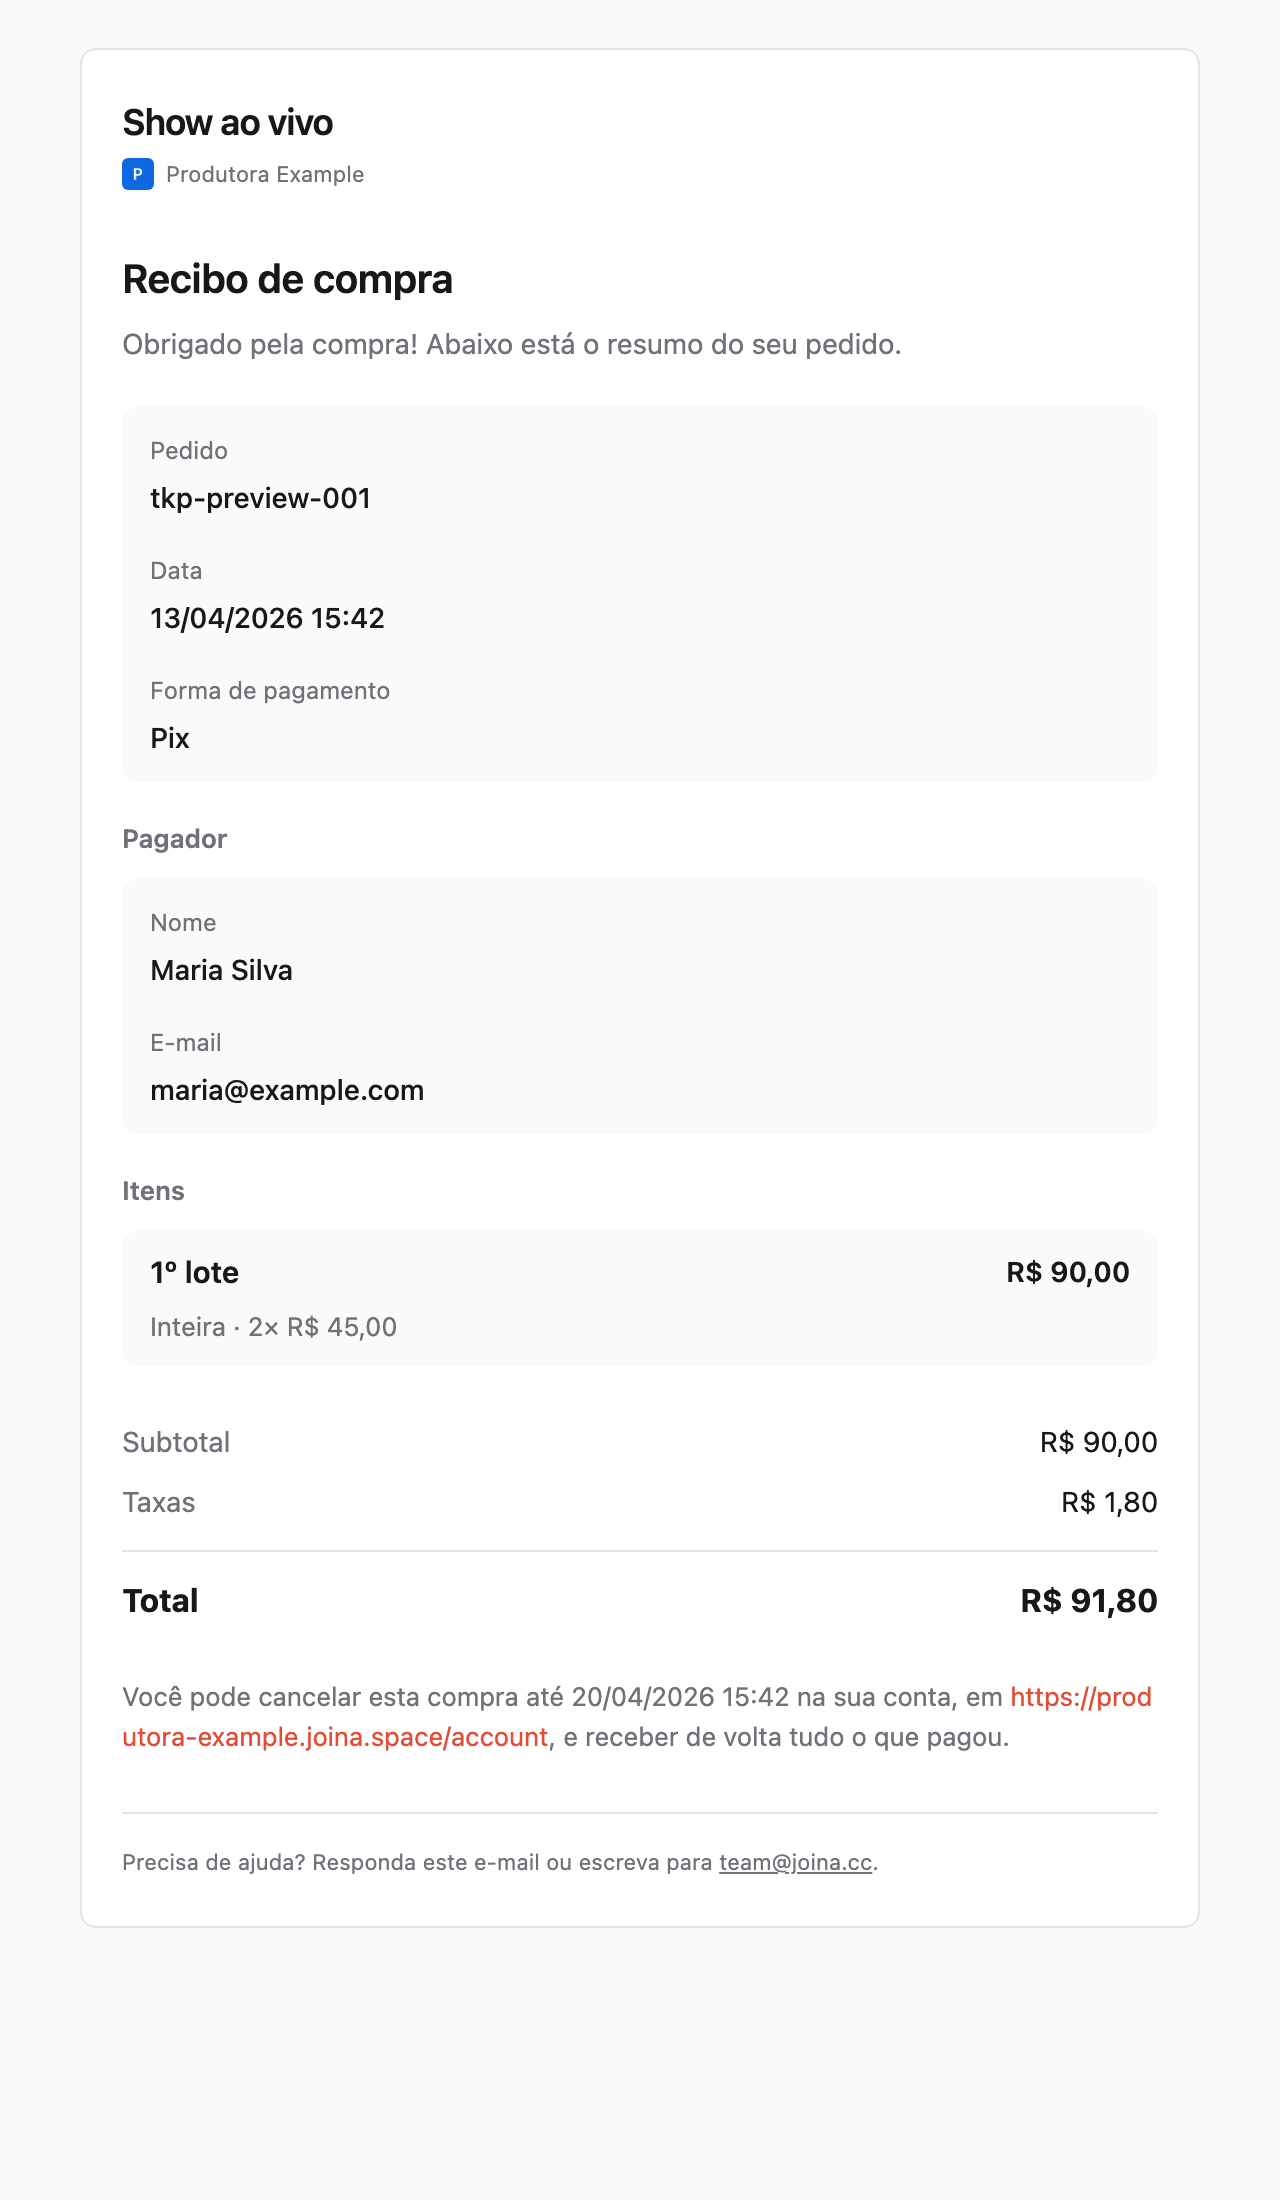 Show ao vivo
P Produtora Example
Recibo de compra
Obrigado pela compra! Abaixo está o resumo do seu pedido.
Pedido
tkp-preview-001
Data
13/04/2026 15:42
Forma de pagamento
Pix
Pagador
Nome
Maria Silva
E-mail
maria@example.com
Itens
1º lote R$ 90,00
Inteira · 2× R$ 45,00
Subtotal R$ 90,00
Taxas R$ 1,80
Total R$ 91,80
Você pode cancelar esta compra até 20/04/2026 15:42 na sua conta, em https://prod
utora-example.joina.space/account, e receber de volta tudo o que pagou.
Precisa de ajuda? Responda este e-mail ou escreva para team@joina.cc.